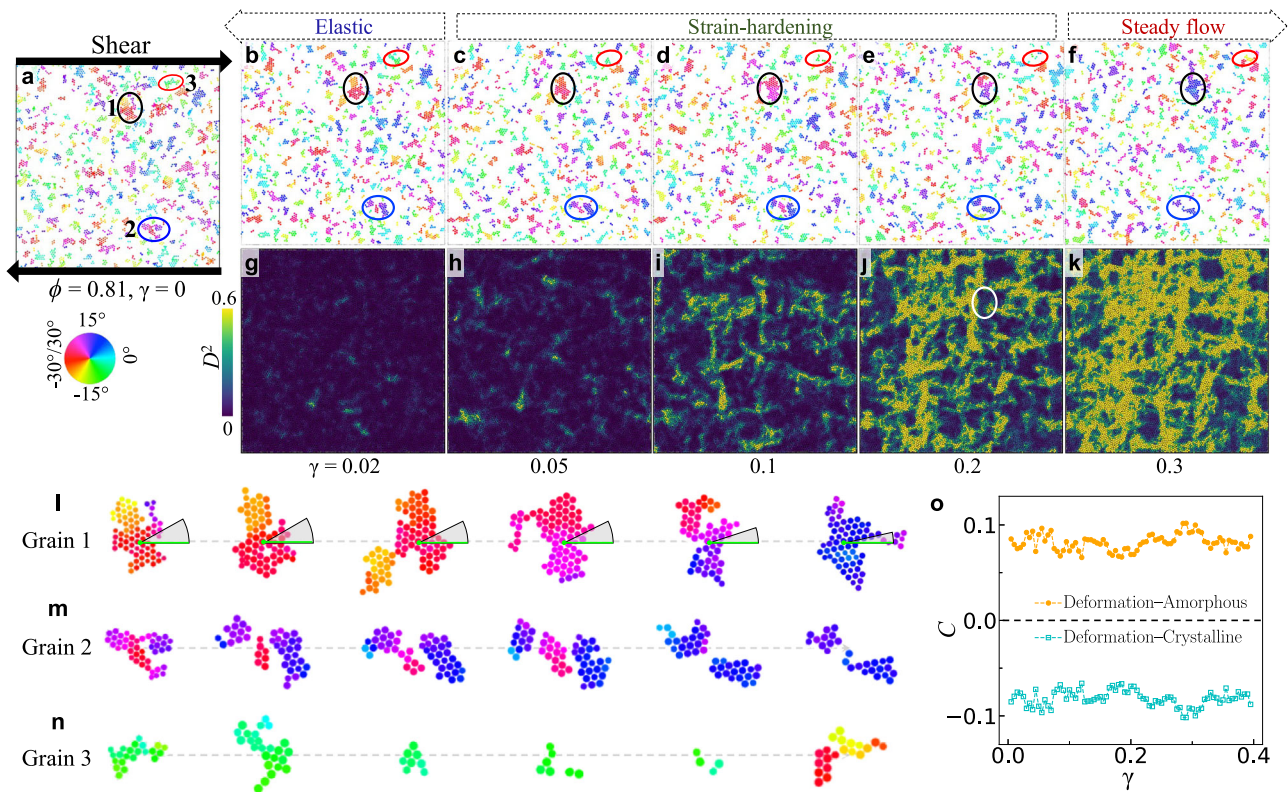 Elastic
Strain-hardening
Steady flow
Shear
a
b
c
d
e
f
1
3
2
g
h
i
j
k
ϕ = 0.81, γ = 0
15°
-30°/30°
0°
-15°
0.6
D²
0
γ = 0.02
0.05
0.1
0.2
0.3
l
Grain 1
m
Grain 2
n
Grain 3
o
0.1
0.0
−0.1
C
Deformation–Amorphous
Deformation–Crystalline
0.0
0.2
0.4
γ